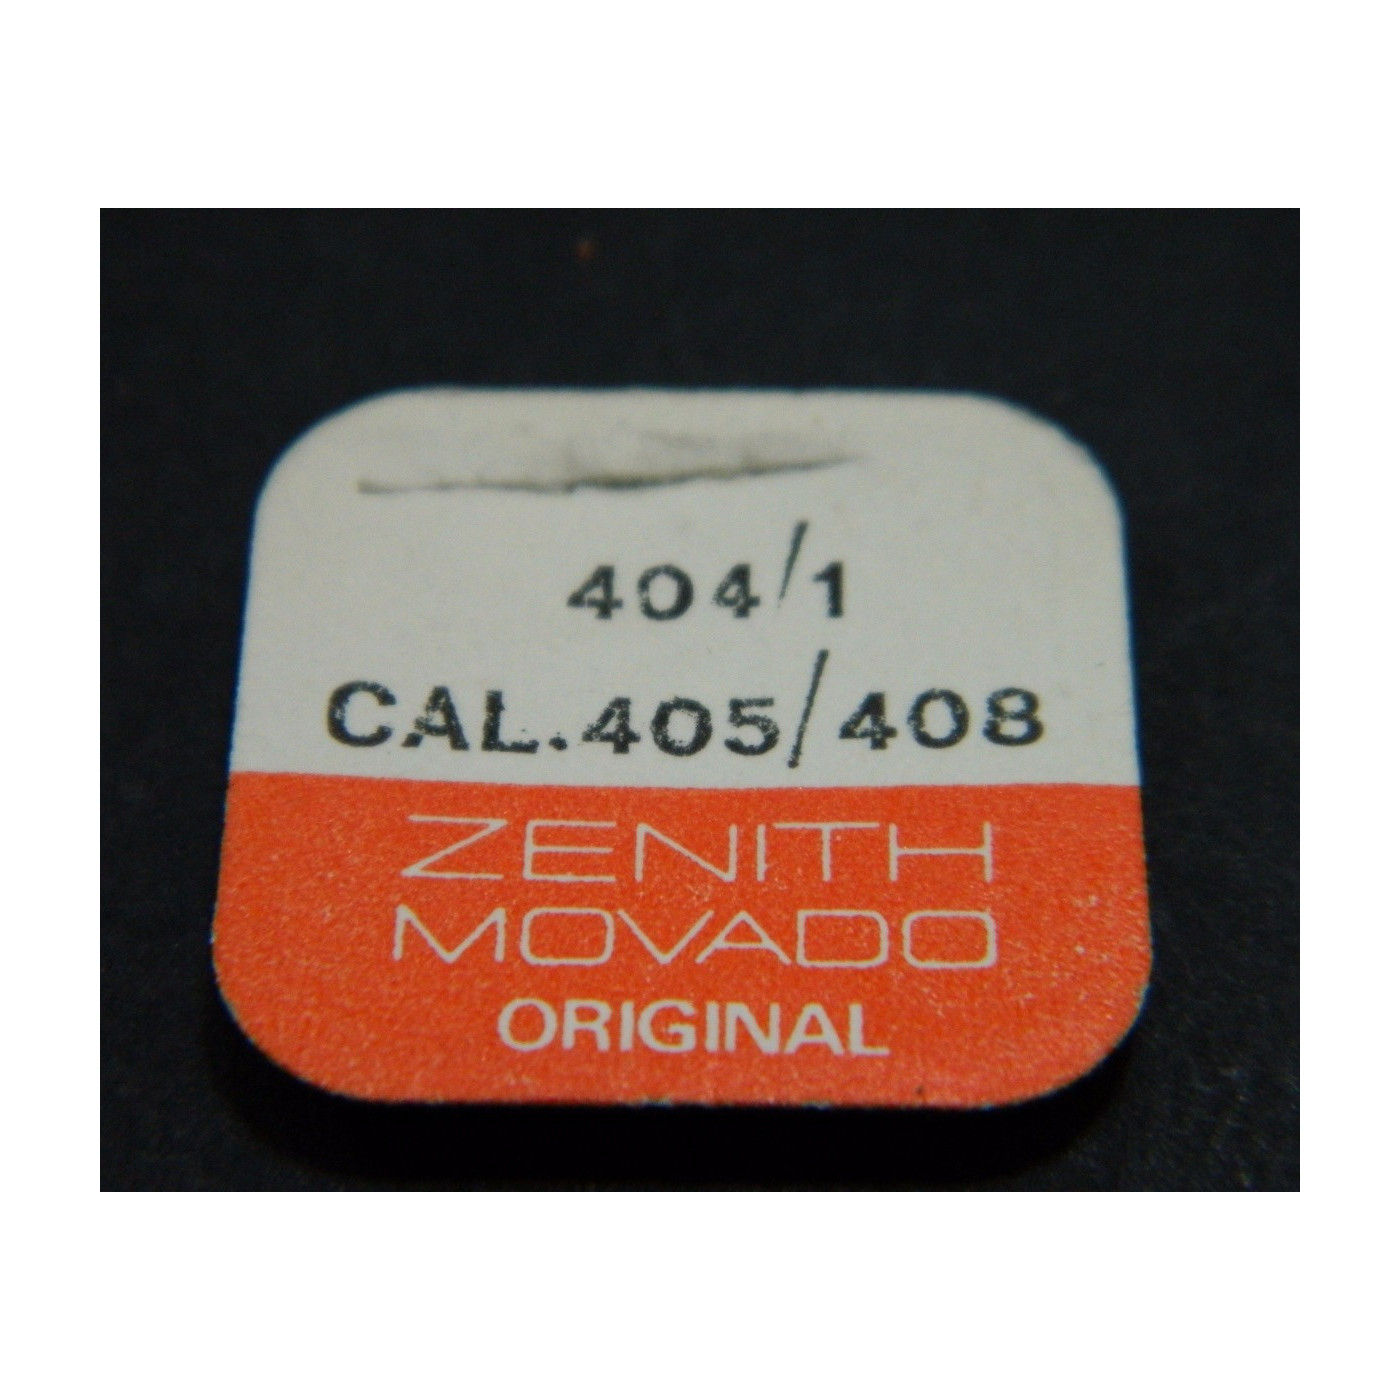 404/1
CAL.405/408
ZENITH
MOVADO
ORIGINAL